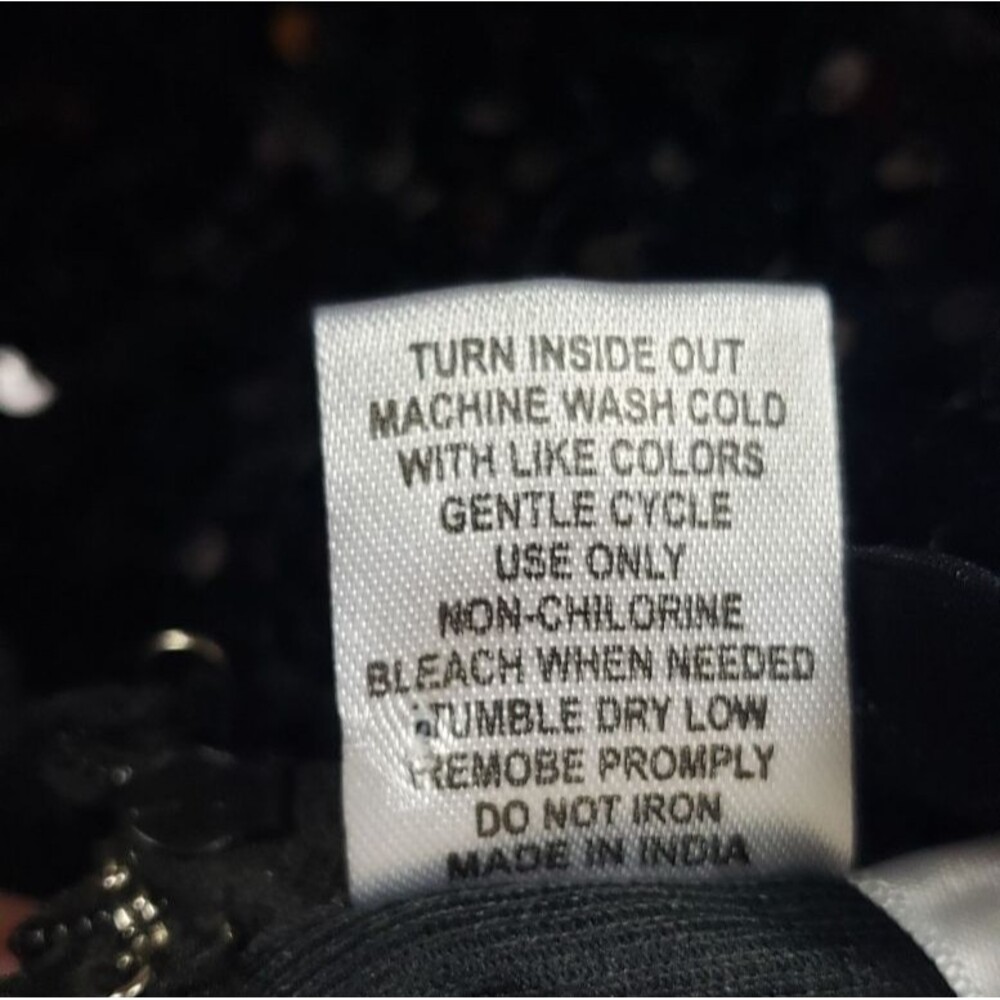 TURN INSIDE OUT
MACHINE WASH COLD
WITH LIKE COLORS
GENTLE CYCLE
USE ONLY
NON-CHILORINE
BLEACH WHEN NEEDED
TUMBLE DRY LOW
REMOBE PROMPLY
DO NOT IRON
MADE IN INDIA